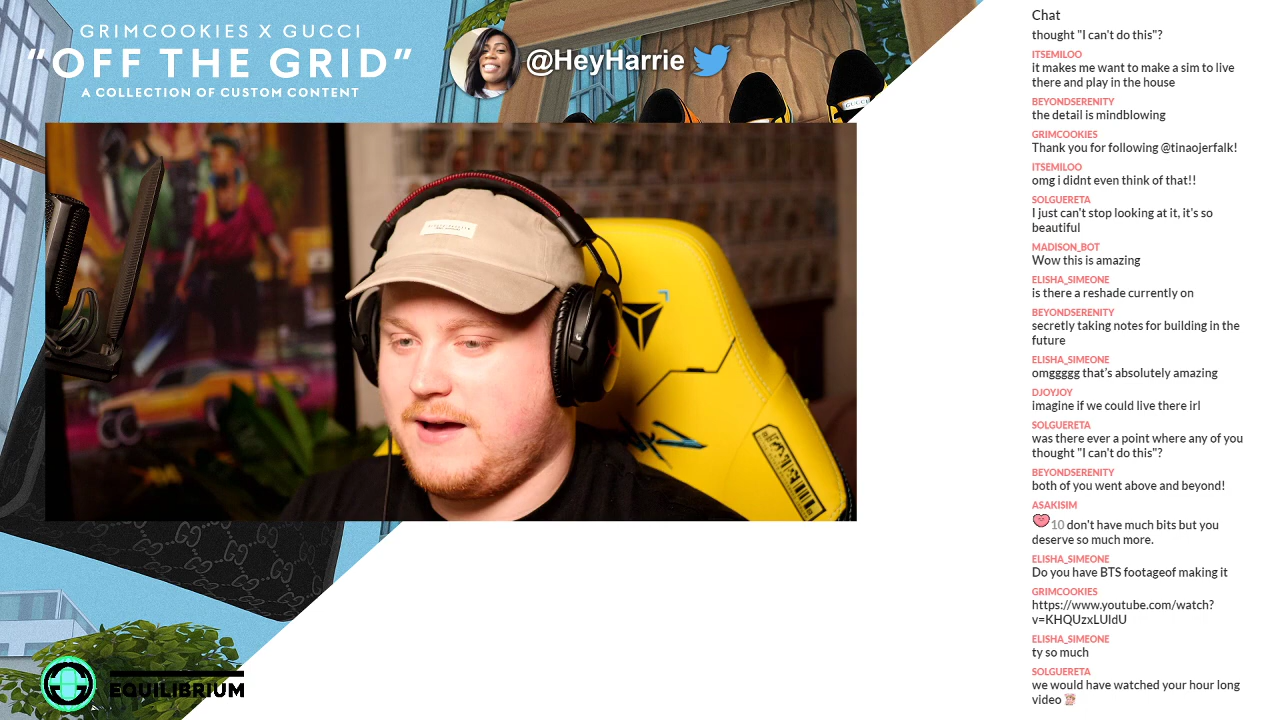 GRIMCOOKIES X GUCCI
“OFF THE GRID”
A COLLECTION OF CUSTOM CONTENT
@HeyHarrie
GUCCI
EQUILIBRIUM
Chat
thought "I can't do this"?
ITSEMILOO
it makes me want to make a sim to live
there and play in the house
BEYONDSERENITY
the detail is mindblowing
GRIMCOOKIES
Thank you for following @tinaojerfalk!
ITSEMILOO
omg i didnt even think of that!!
SOLGUERETA
I just can't stop looking at it, it's so
beautiful
MADISON_BOT
Wow this is amazing
ELISHA_SIMEONE
is there a reshade currently on
BEYONDSERENITY
secretly taking notes for building in the
future
ELISHA_SIMEONE
omggggg that's absolutely amazing
DJOYJOY
imagine if we could live there irl
SOLGUERETA
was there ever a point where any of you
thought "I can't do this"?
BEYONDSERENITY
both of you went above and beyond!
ASAKISIM
10 don't have much bits but you
deserve so much more.
ELISHA_SIMEONE
Do you have BTS footageof making it
GRIMCOOKIES
https://www.youtube.com/watch?
v=KHQUzxLUIdU
ELISHA_SIMEONE
ty so much
SOLGUERETA
we would have watched your hour long
video